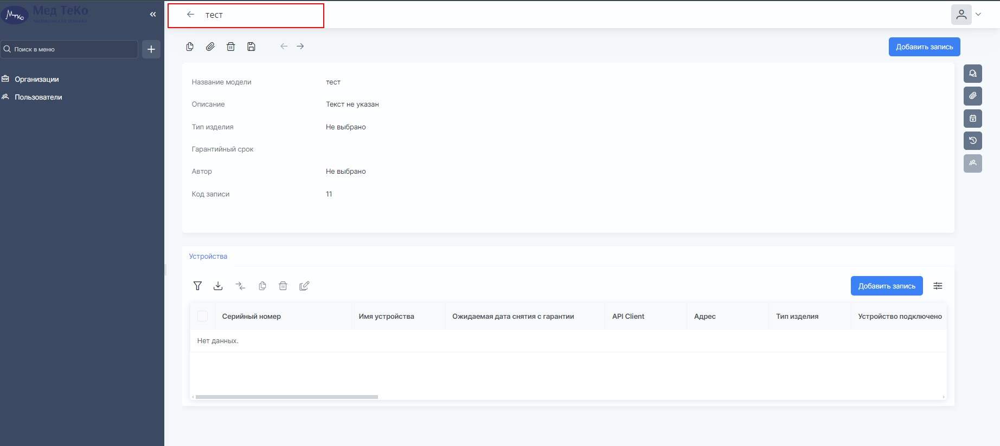 Мед ТеКо
МЕДИЦИНСКАЯ ТЕХНИКА
тест
Поиск в меню
Добавить запись
Организации
Пользователи
Название модели тест
Описание Текст не указан
Тип изделия Не выбрано
Гарантийный срок
Автор Не выбрано
Код записи 11
Устройства
Добавить запись
Серийный номер Имя устройства Ожидаемая дата снятия с гарантии API Client Адрес Тип изделия Устройство подключено
Нет данных.